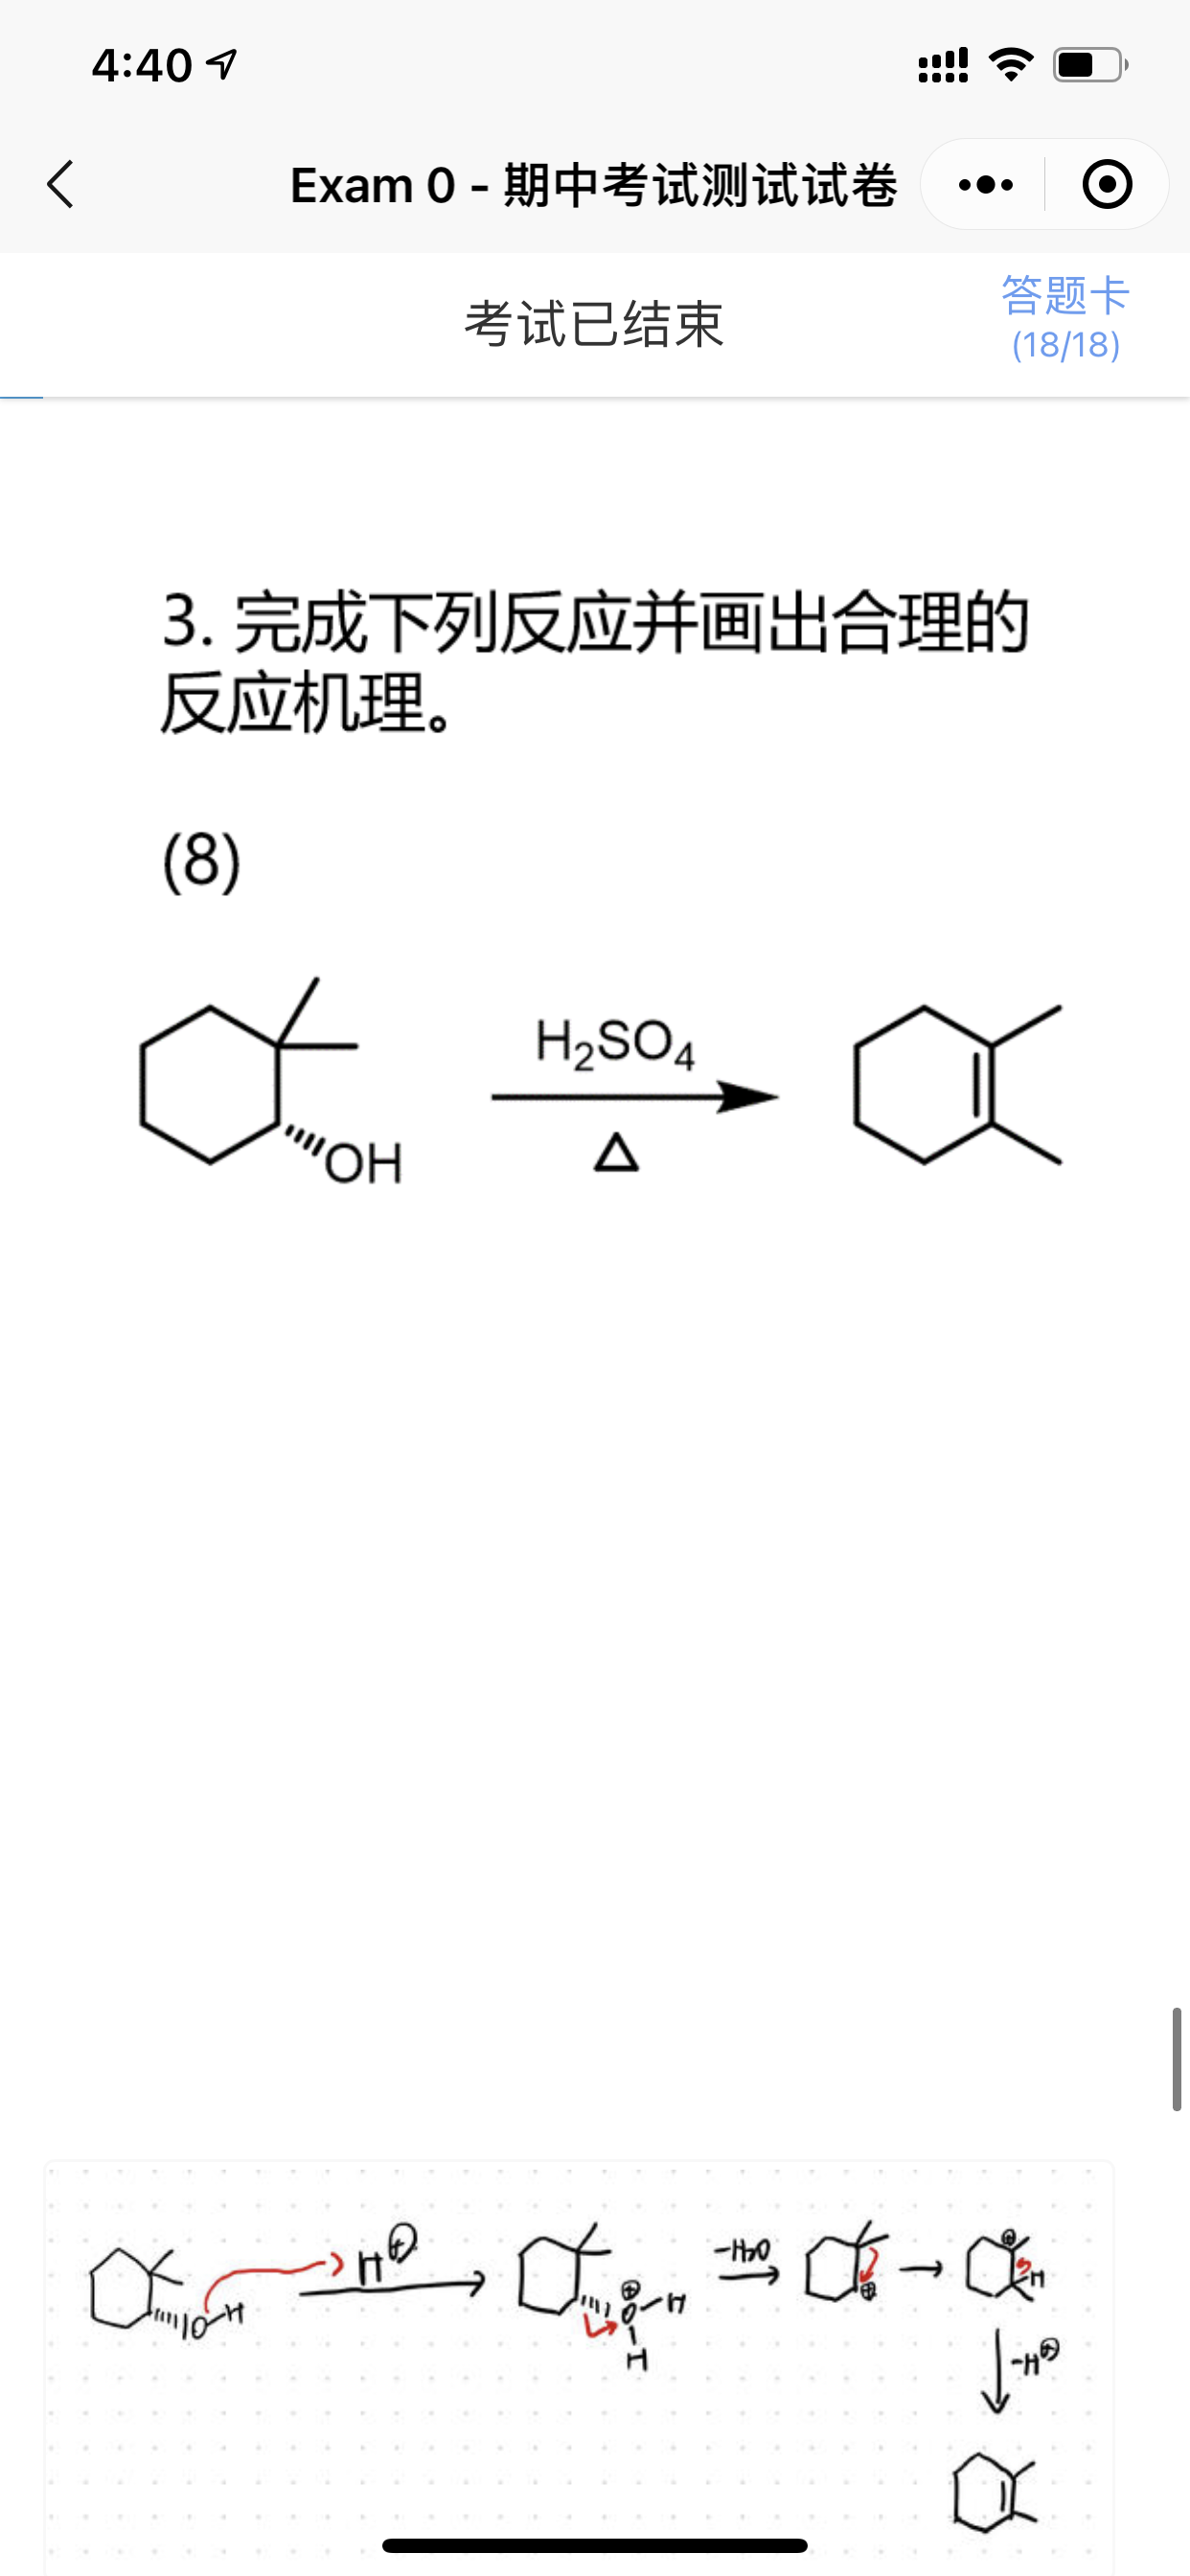 4:40
Exam 0 - 期中考试测试试卷
考试已结束
答题卡
(18/18)
3. 完成下列反应并画出合理的
反应机理。
(8)
H₂SO₄
Δ
OH
H⊕
-H₂O
O-H
⊕
O-H
H
⊕
⊕
H
-H⊕